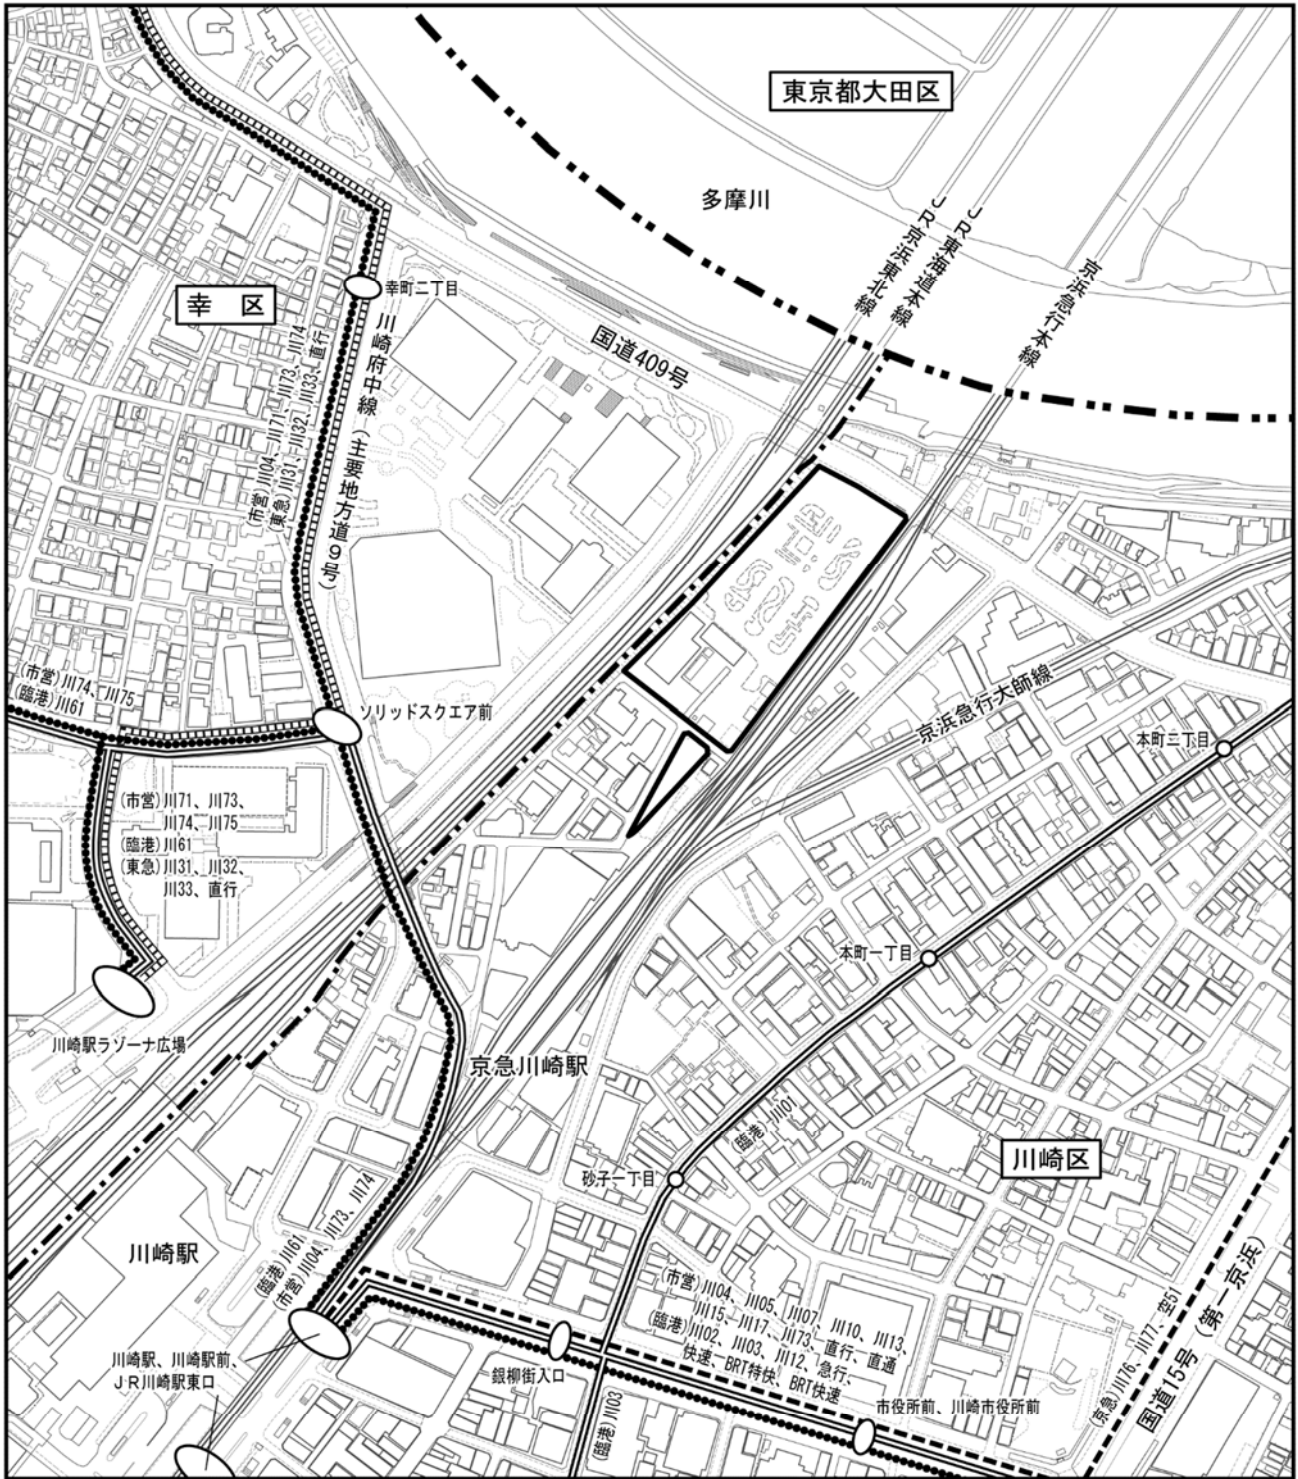 東京都大田区
多摩川
JR京浜東北線
JR東海道本線
京浜急行本線
幸 区
幸町二丁目
国道409号
川崎府中線(主要地方道9号)
(市営)川04、川71、川73、川74
(東急)川31、川32、川33、直行
(市営)川74、川75
(臨港)川61
ソリッドスクエア前
京浜急行大師線
本町二丁目
(市営)川71、川73、
川74、川75
(臨港)川61
(東急)川31、川32、
川33、直行
本町一丁目
川崎駅ラゾーナ広場
京急川崎駅
(臨港)川01
川崎区
砂子一丁目
川崎駅
(臨港)川61
(市営)川04、川73、川74
(市営)川04、川05、川07、川10、川13、
川15、川17、川73、直行、直通
(臨港)川02、川03、川12、急行、
快速、BRT特快、BRT快速
(京急)川76、川77、空51
国道15号(第一京浜)
川崎駅、川崎駅前、
JR川崎駅東口
銀柳街入口
市役所前、川崎市役所前
(臨港)川03